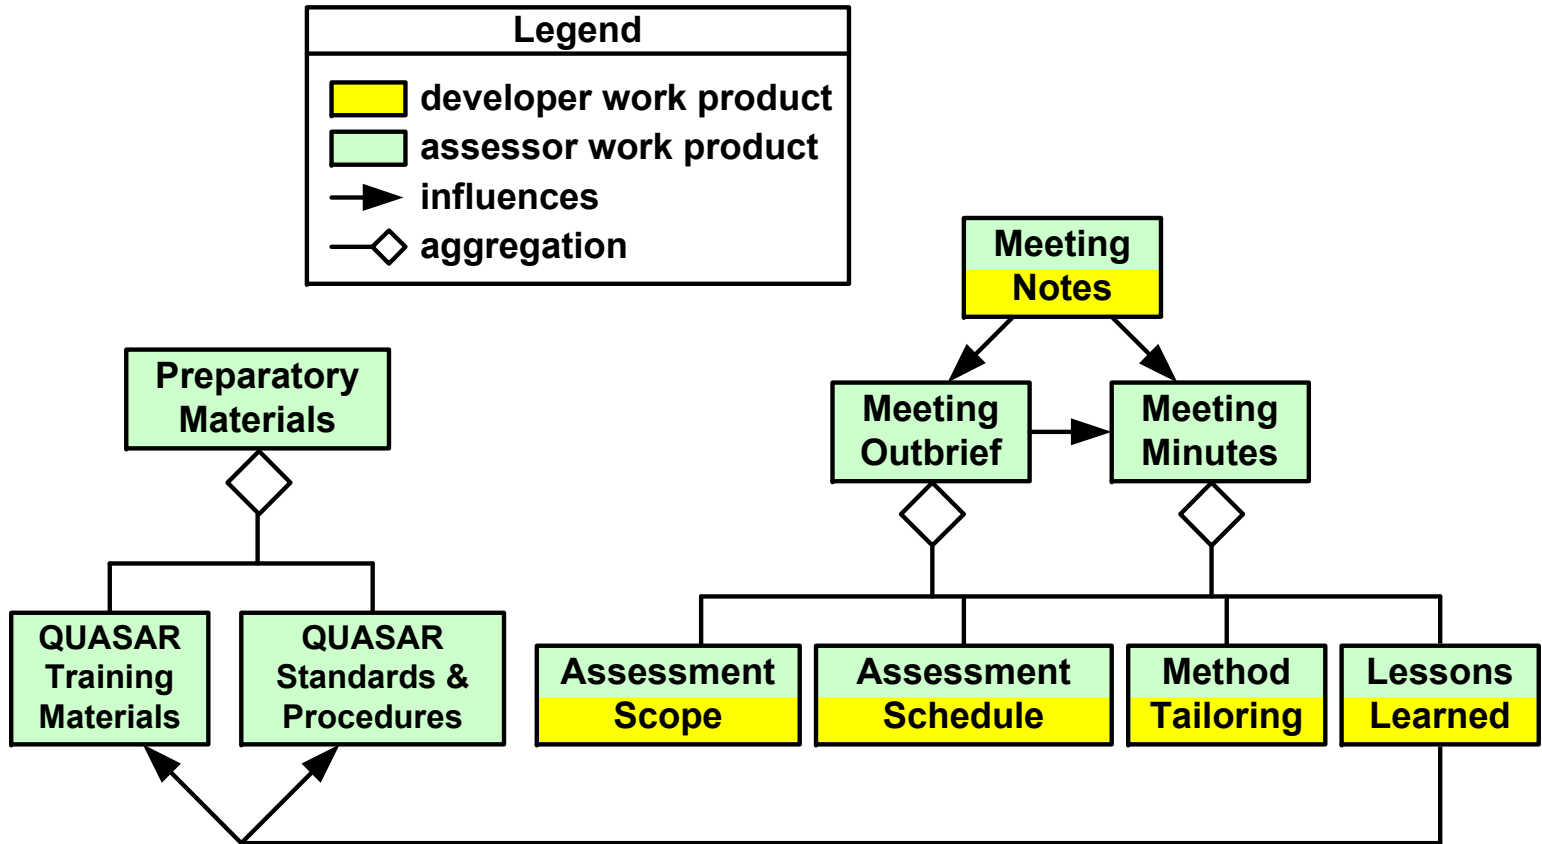 Legend
developer work product
assessor work product
influences
aggregation
Meeting
Notes
Preparatory
Materials
Meeting
Outbrief
Meeting
Minutes
QUASAR
Training
Materials
QUASAR
Standards &
Procedures
Assessment
Scope
Assessment
Schedule
Method
Tailoring
Lessons
Learned